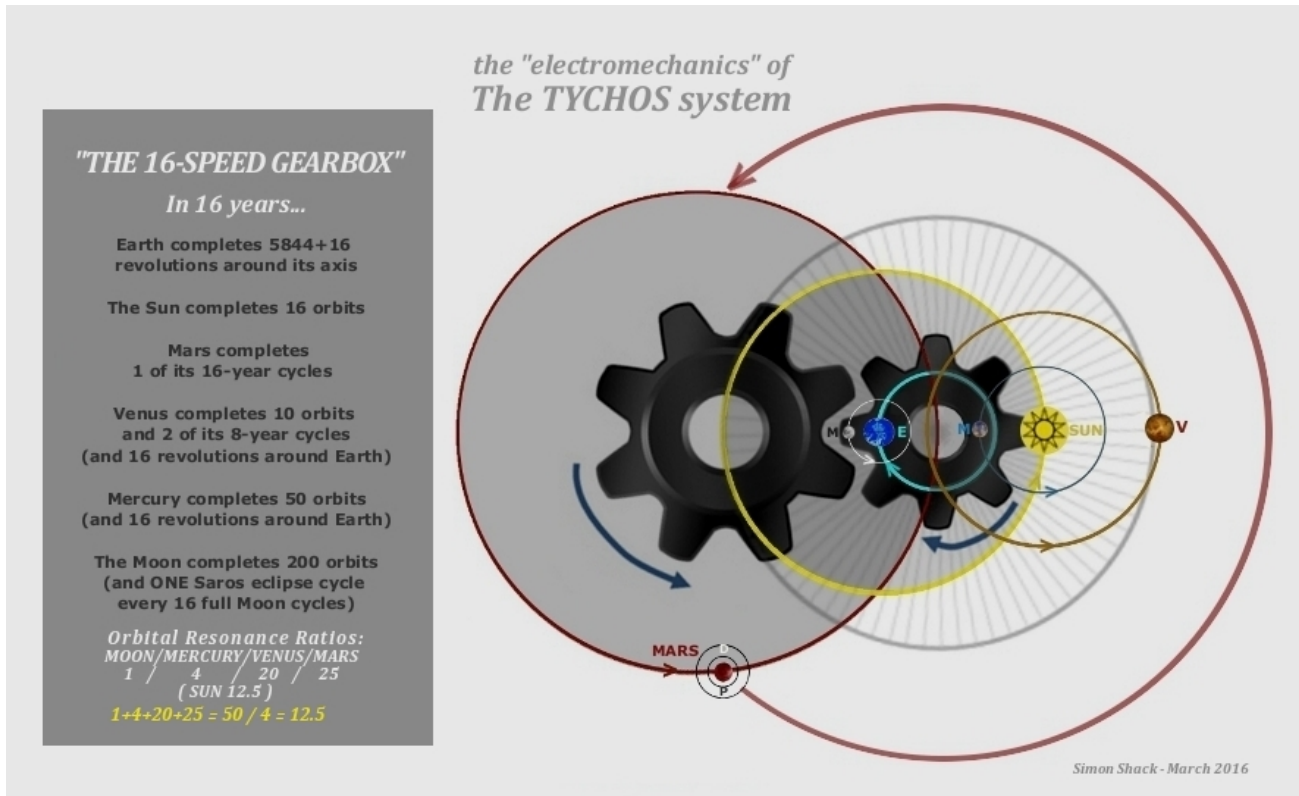 the "electromechanics" of
The TYCHOS system
"THE 16-SPEED GEARBOX"
In 16 years...
Earth completes 5844+16
revolutions around its axis
The Sun completes 16 orbits
Mars completes
1 of its 16-year cycles
Venus completes 10 orbits
and 2 of its 8-year cycles
(and 16 revolutions around Earth)
Mercury completes 50 orbits
(and 16 revolutions around Earth)
The Moon completes 200 orbits
(and ONE Saros eclipse cycle
every 16 full Moon cycles)
Orbital Resonance Ratios:
MOON/MERCURY/VENUS/MARS
1 / 4 / 20 / 25
( SUN 12.5 )
1+4+20+25 = 50 / 4 = 12.5
M E M SUN V
MARS D
P
Simon Shack - March 2016